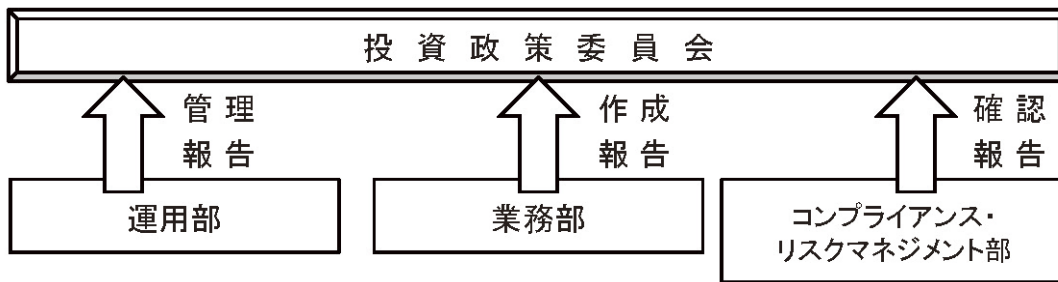 投資政策委員会
管理
報告
作成
報告
確認
報告
運用部
業務部
コンプライアンス・
リスクマネジメント部